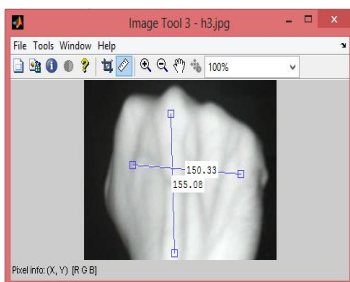 Image Tool 3 - h3.jpg
File Tools Window Help
100%
150.33
155.08
Pixel info: (X, Y) [R G B]